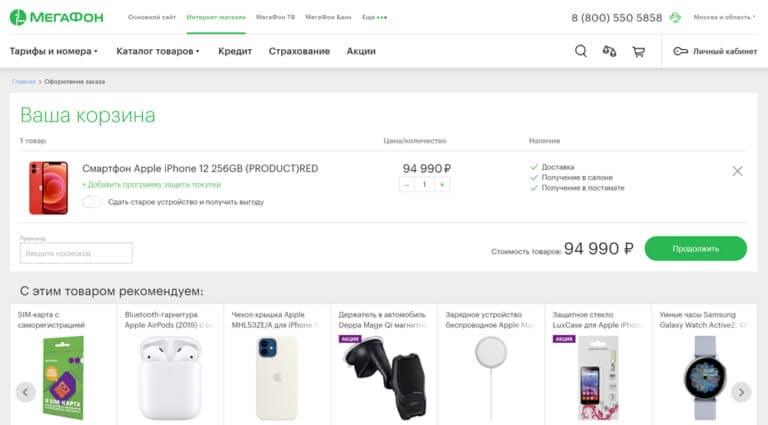 МЕГАФОН
Основной сайт Интернет-магазин МегаФон ТВ МегаФон Банк Еще
8 (800) 550 5858
Москва и область
Тарифы и номера Каталог товаров Кредит Страхование Акции
Личный кабинет
Главная > Оформление заказа
Ваша корзина
1 товар Цена/количество Наличие
Смартфон Apple iPhone 12 256GB (PRODUCT)RED
94 990 ₽
+ Добавить программу защиты покупки
– 1 +
Сдать старое устройство и получить выгоду
Доставка
Получение в салоне
Получение в постамате
Промокод
Введите промокод
Стоимость товаров: 94 990 ₽
Продолжить
С этим товаром рекомендуем:
SIM-карта с
саморегистрацией
Bluetooth-гарнитура
Apple AirPods (2019) с
Чехол-крышка Apple
MHL53ZE/A для iPhone
Держатель в автомобиль
Deppa Mage Qi магнитн
АКЦИЯ
Зарядное устройство
беспроводное Apple Ma
Защитное стекло
LuxCase для Apple iPhon
АКЦИЯ
Умные часы Samsung
Galaxy Watch Active2, 4
SIM-КАРТА